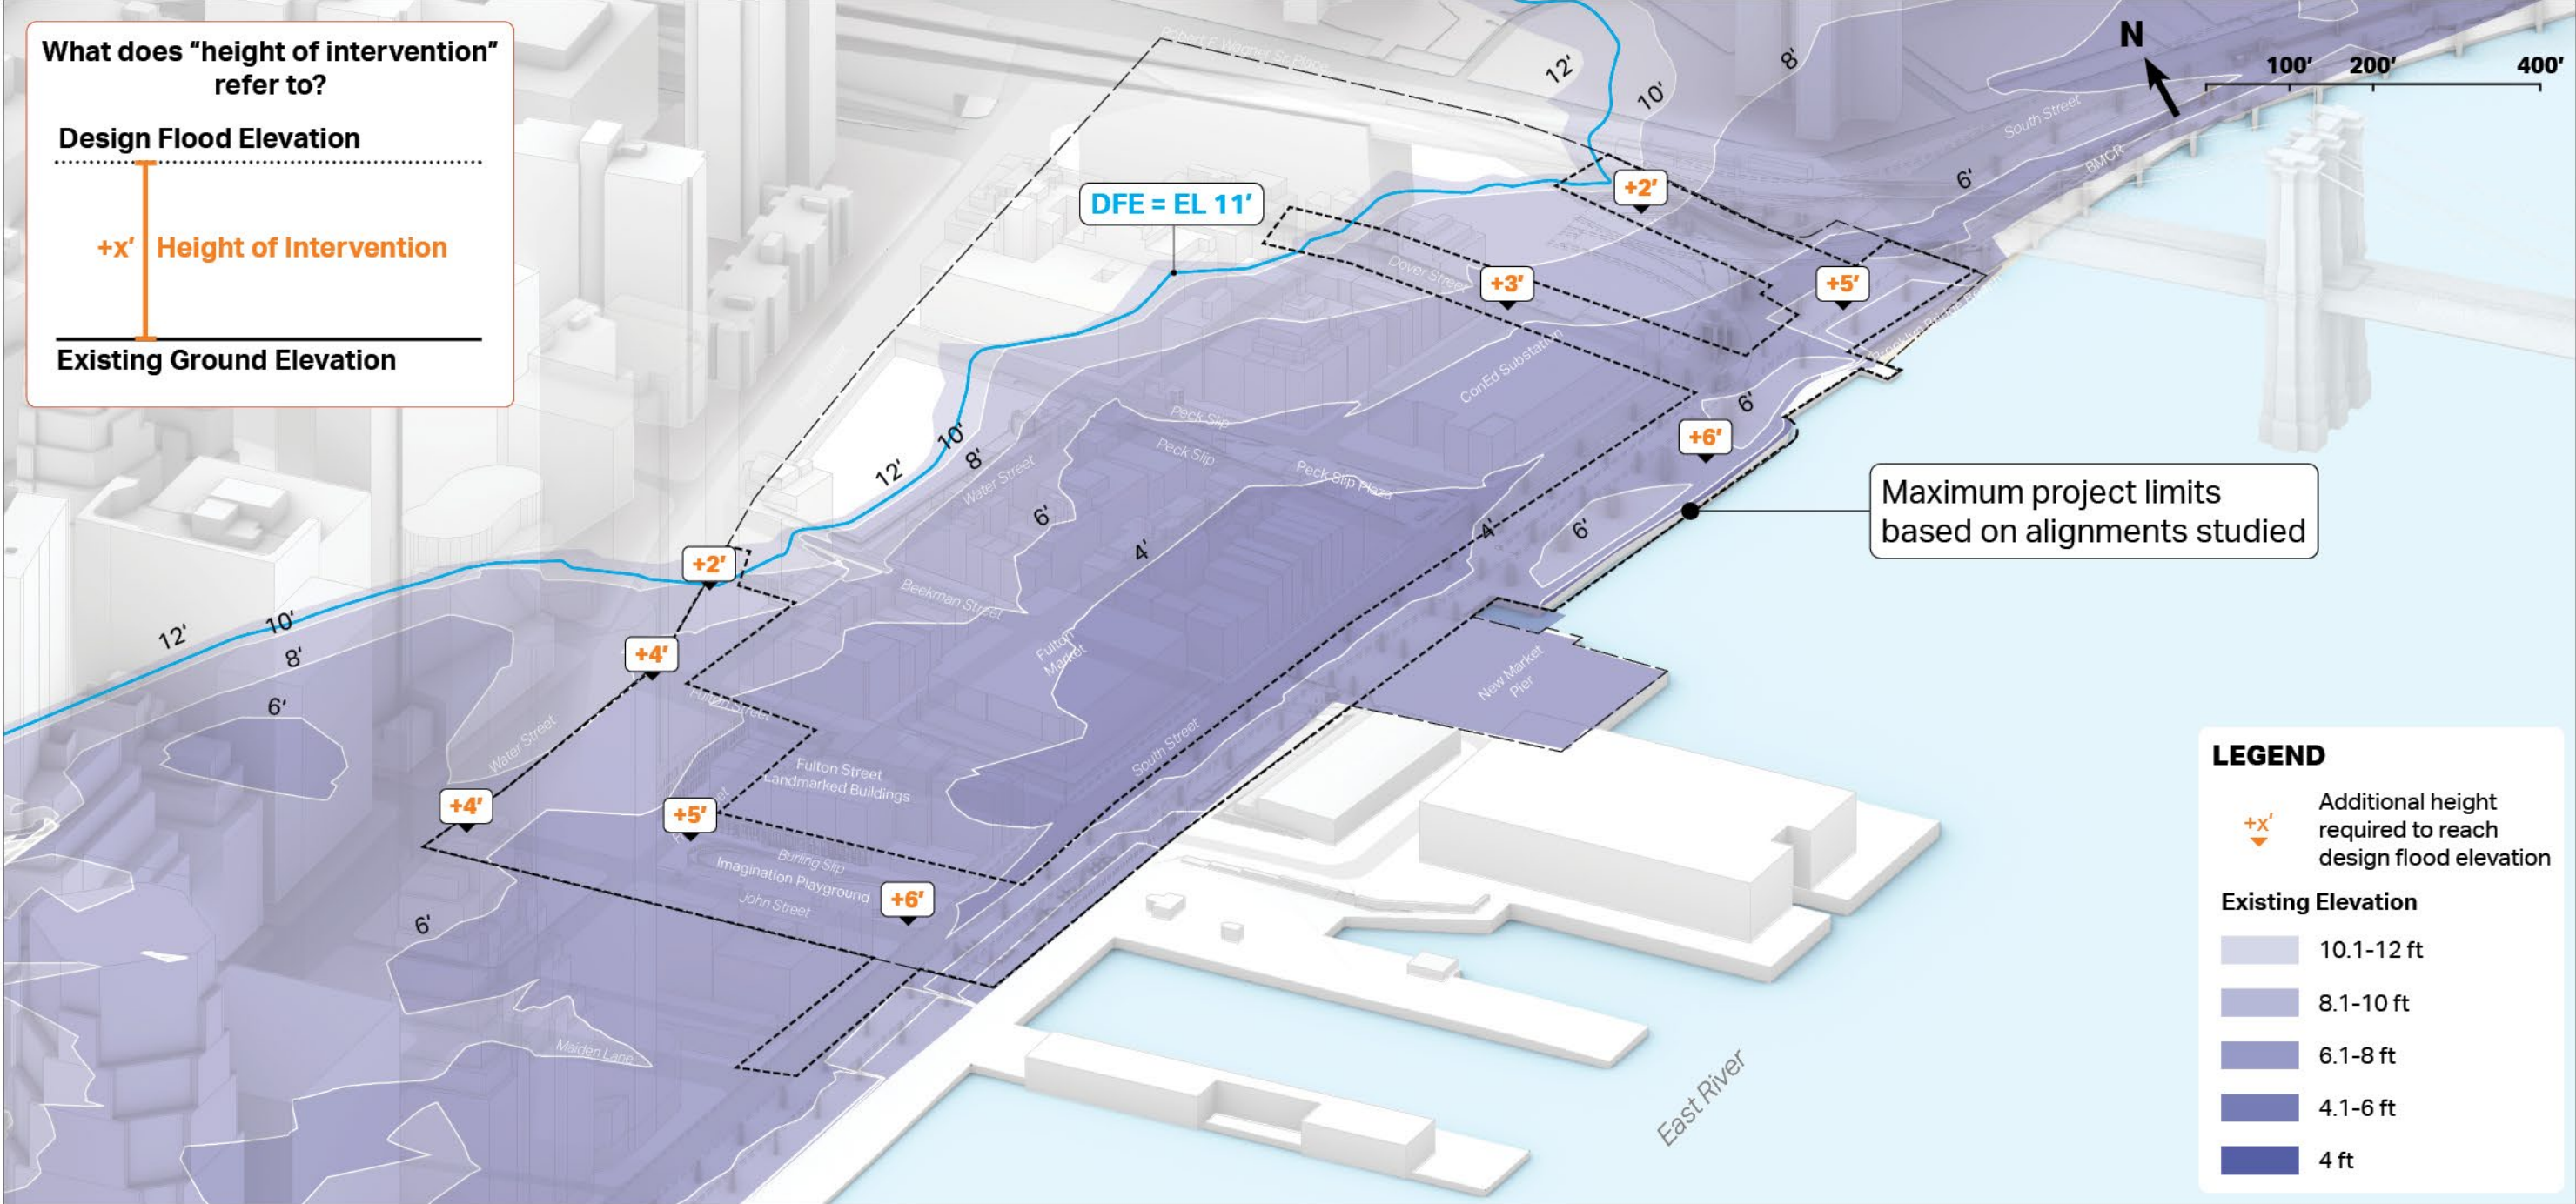 What does “height of intervention”
refer to?
Design Flood Elevation
+x′ Height of Intervention
Existing Ground Elevation
Robert F. Wagner Sr. Place
N
100′ 200′ 400′
12′
10′
8′
South Street
BMCR
6′
DFE = EL 11′
+2′
Dover Street
+3′
+5′
ConEd Substation
6′
+6′
Peck Slip
Peck Slip
Peck Slip Plaza
Maximum project limits
based on alignments studied
10′
12′
8′
Water Street
6′
4′
4′
6′
+2′
Beekman Street
Fulton
Market
12′
10′
8′
6′
+4′
New Market
Pier
Fulton Street
Water Street
South Street
Fulton Street
Landmarked Buildings
+4′
+5′
Burling Slip
Imagination Playground
John Street
+6′
6′
Maiden Lane
East River
LEGEND
+x′
Additional height
required to reach
design flood elevation
Existing Elevation
10.1-12 ft
8.1-10 ft
6.1-8 ft
4.1-6 ft
4 ft